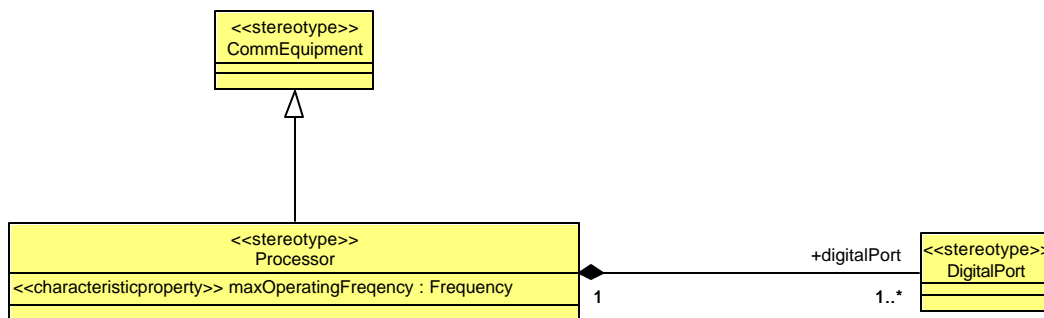 <<stereotype>>
CommEquipment
<<stereotype>>
Processor
<<characteristicproperty>> maxOperatingFreqency : Frequency
1
+digitalPort
1..*
<<stereotype>>
DigitalPort